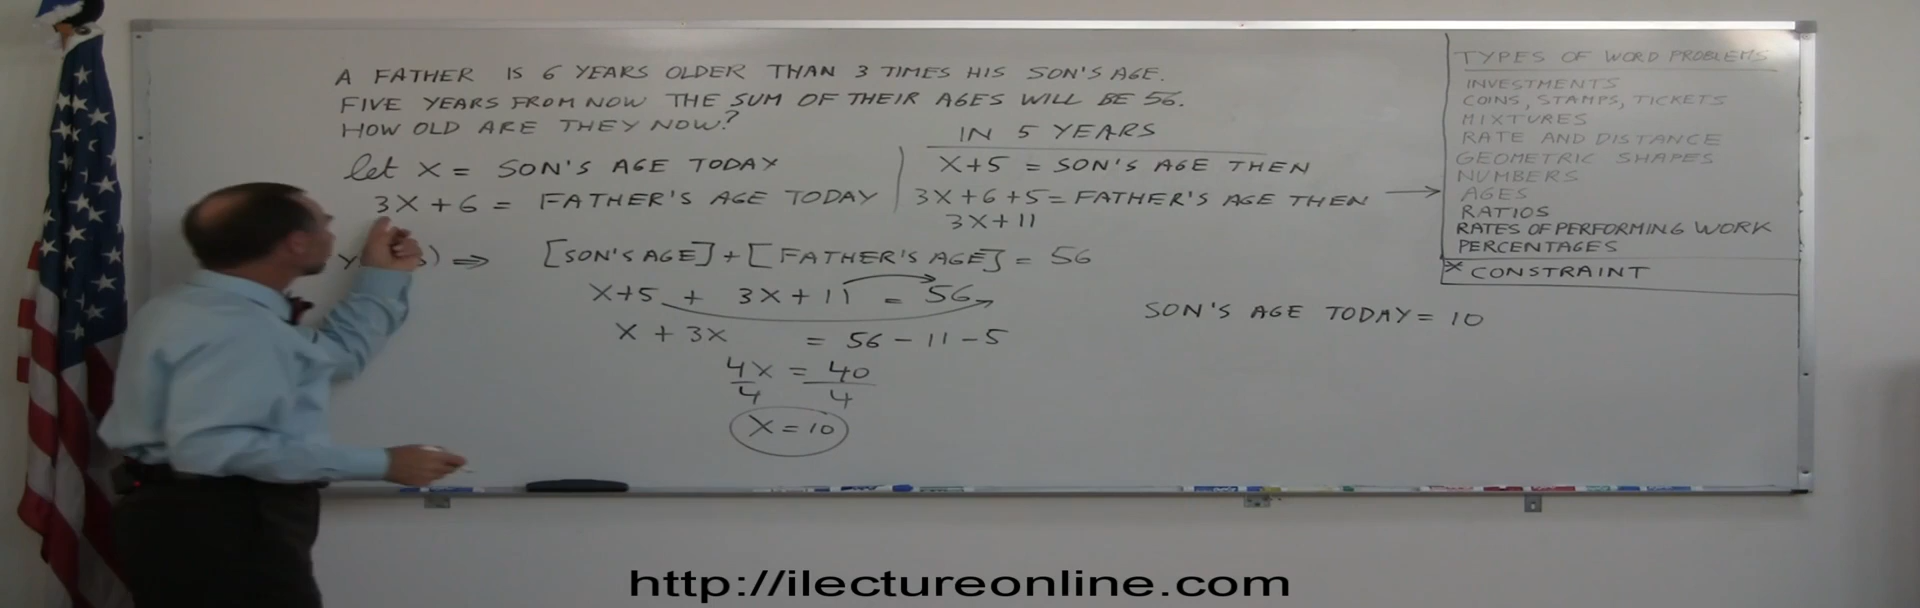 A FATHER IS 6 YEARS OLDER THAN 3 TIMES HIS SON'S AGE.
FIVE YEARS FROM NOW THE SUM OF THEIR AGES WILL BE 56.
HOW OLD ARE THEY NOW?
let X = SON'S AGE TODAY
3X + 6 = FATHER'S AGE TODAY
IN 5 YEARS
X+5 = SON'S AGE THEN
3X+6+5 = FATHER'S AGE THEN
3X+11
⇒ [SON'S AGE] + [FATHER'S AGE] = 56
X+5 + 3X+11 = 56
X + 3X = 56 - 11 - 5
4X = 40
4 4
X = 10
SON'S AGE TODAY = 10
TYPES OF WORD PROBLEMS
INVESTMENTS
COINS, STAMPS, TICKETS
MIXTURES
RATE AND DISTANCE
GEOMETRIC SHAPES
NUMBERS
→ AGES
RATIOS
RATES OF PERFORMING WORK
PERCENTAGES
* CONSTRAINT
http://ilectureonline.com